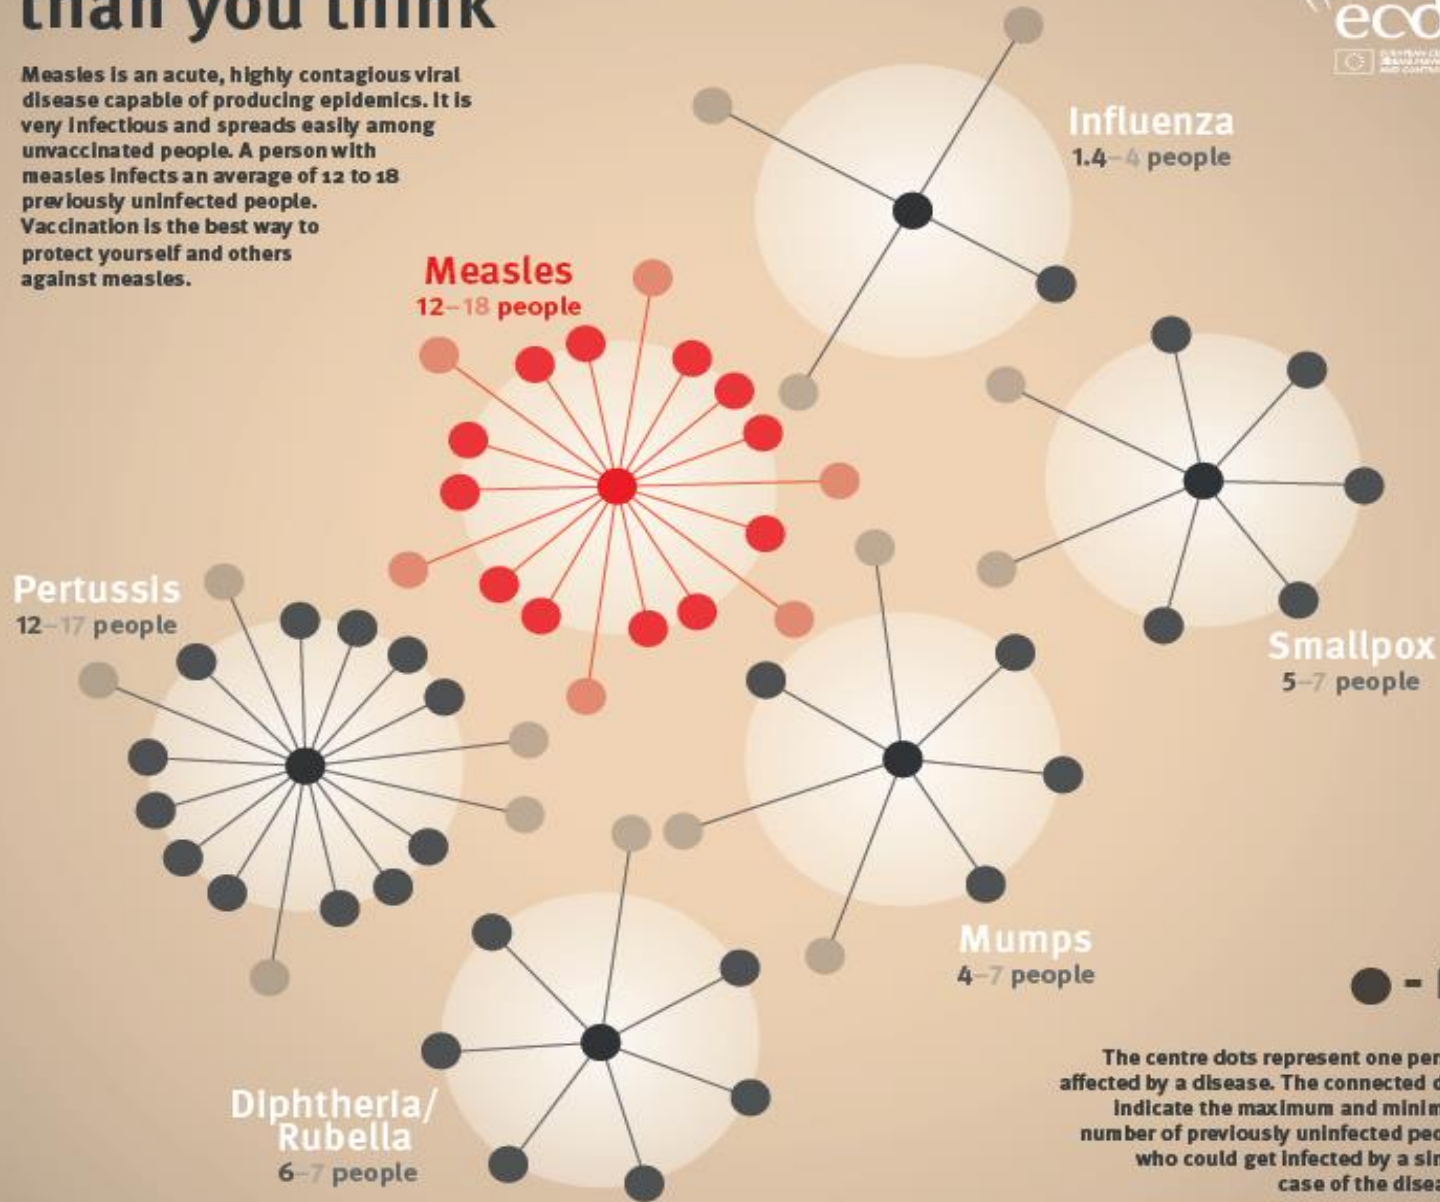 than you think
Measles is an acute, highly contagious viral
disease capable of producing epidemics. It is
very infectious and spreads easily among
unvaccinated people. A person with
measles infects an average of 12 to 18
previously uninfected people.
Vaccination is the best way to
protect yourself and others
against measles.
ecd
Influenza
1.4–4 people
Measles
12–18 people
Pertussis
12–17 people
Smallpox
5–7 people
Mumps
4–7 people
Diphtheria/
Rubella
6–7 people
-
The centre dots represent one per
affected by a disease. The connected d
indicate the maximum and minim
number of previously uninfected peo
who could get infected by a sin
case of the disea